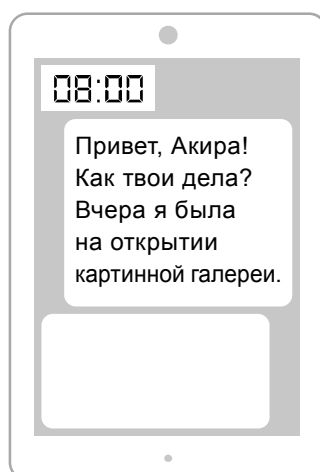 08:00
Привет, Акира!
Как твои дела?
Вчера я была
на открытии
картинной галереи.